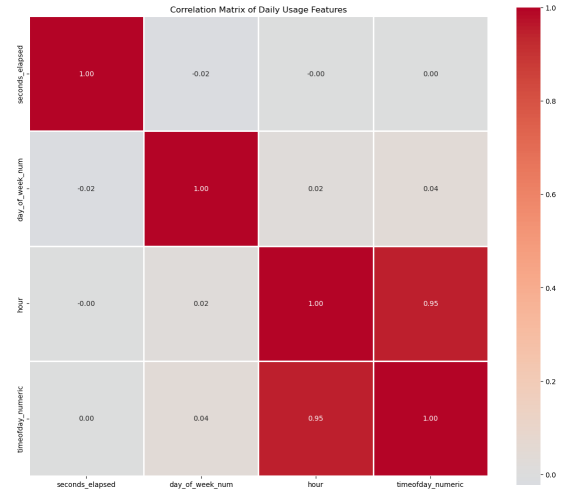 Correlation Matrix of Daily Usage Features
seconds_elapsed
1.00
-0.02
-0.00
0.00
day_of_week_num
-0.02
1.00
0.02
0.04
hour
-0.00
0.02
1.00
0.95
timeofday_numeric
0.00
0.04
0.95
1.00
seconds_elapsed
day_of_week_num
hour
timeofday_numeric
1.0
0.8
0.6
0.4
0.2
0.0